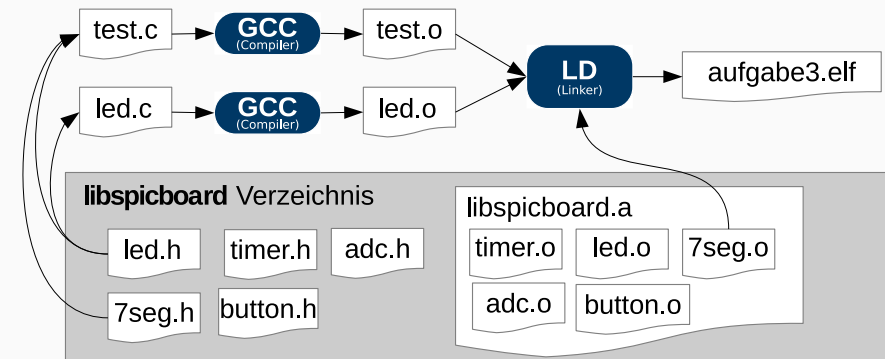 test.c
GCC
(Compiler)
test.o
LD
(Linker)
aufgabe3.elf
led.c
GCC
(Compiler)
led.o
libspicboard Verzeichnis
libspicboard.a
led.h
timer.h
adc.h
timer.o
led.o
7seg.o
7seg.h
button.h
adc.o
button.o